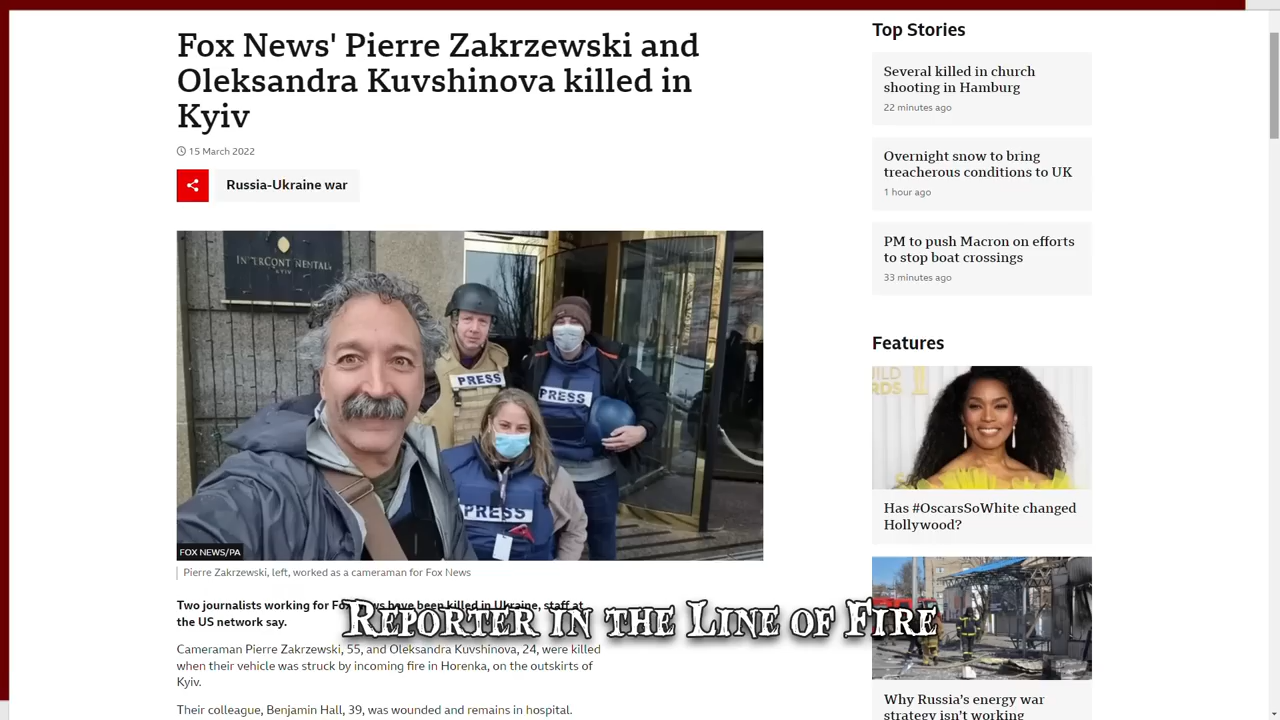 Fox News' Pierre Zakrzewski and
Oleksandra Kuvshinova killed in
Kyiv
15 March 2022
Russia-Ukraine war
INTERCONTINENTAL
KYIV
PRESS
PRESS
PRESS
FOX NEWS/PA
Pierre Zakrzewski, left, worked as a cameraman for Fox News
Two journalists working for Fox News have been killed in Ukraine, staff at
the US network say.
REPORTER IN THE LINE OF FIRE
Cameraman Pierre Zakrzewski, 55, and Oleksandra Kuvshinova, 24, were killed
when their vehicle was struck by incoming fire in Horenka, on the outskirts of
Kyiv.
Their colleague, Benjamin Hall, 39, was wounded and remains in hospital.
Top Stories
Several killed in church
shooting in Hamburg
22 minutes ago
Overnight snow to bring
treacherous conditions to UK
1 hour ago
PM to push Macron on efforts
to stop boat crossings
33 minutes ago
Features
Has #OscarsSoWhite changed
Hollywood?
Why Russia's energy war
strategy isn't working